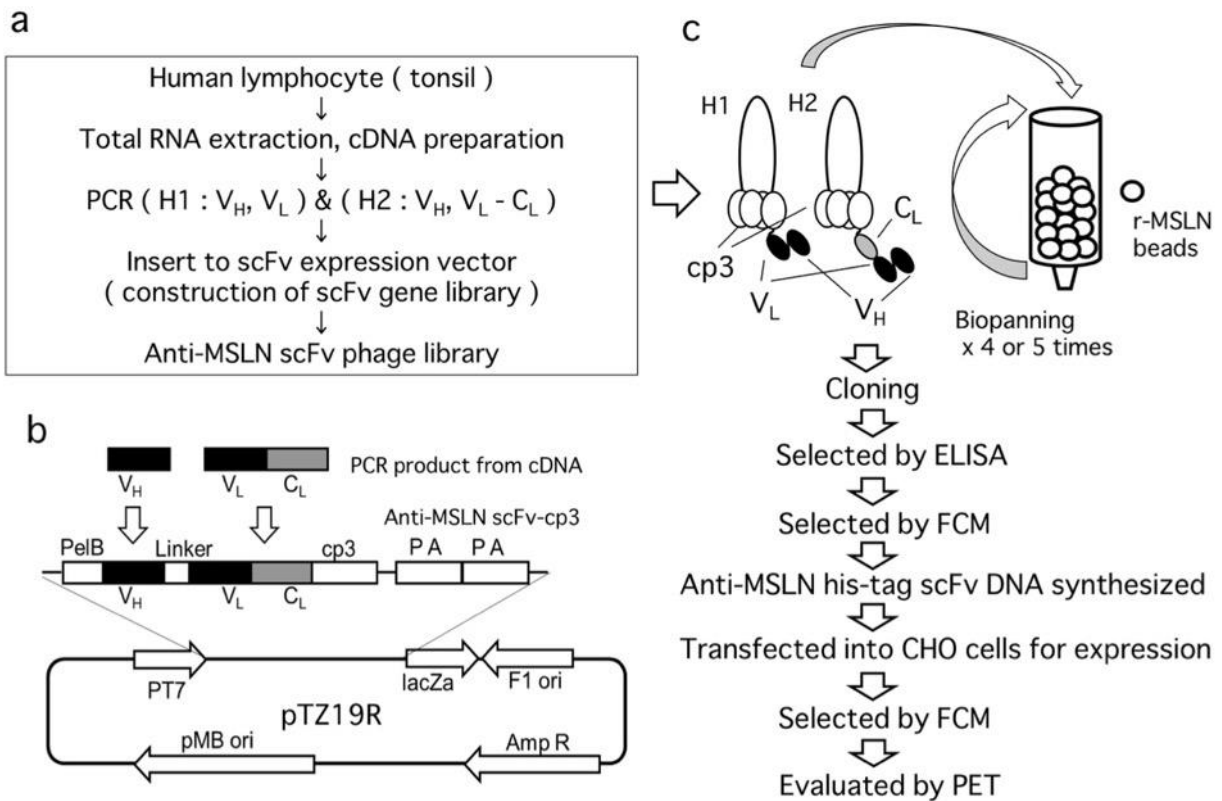 a
Human lymphocyte ( tonsil )
↓
Total RNA extraction, cDNA preparation
↓
PCR ( H1 : VH, VL ) & ( H2 : VH, VL - CL )
↓
Insert to scFv expression vector
( construction of scFv gene library )
↓
Anti-MSLN scFv phage library
b
PCR product from cDNA
VH
VL
CL
Anti-MSLN scFv-cp3
PelB
Linker
cp3
P A
P A
VH
VL
CL
PT7
lacZa
F1 ori
pTZ19R
pMB ori
Amp R
c
H1
H2
CL
cp3
VL
VH
r-MSLN
beads
Biopanning
x 4 or 5 times
Cloning
Selected by ELISA
Selected by FCM
Anti-MSLN his-tag scFv DNA synthesized
Transfected into CHO cells for expression
Selected by FCM
Evaluated by PET